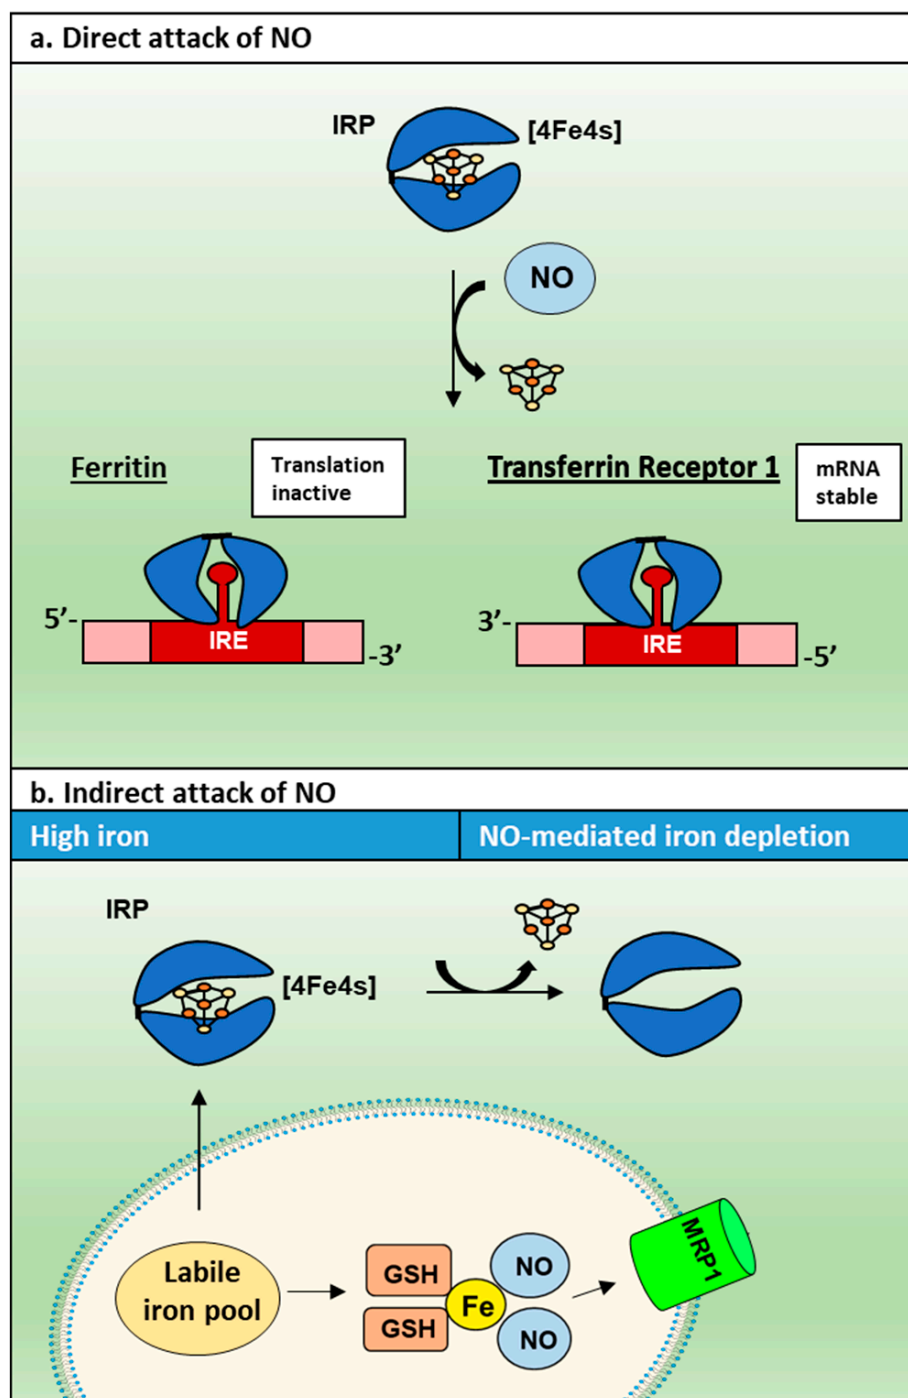 a. Direct attack of NO
IRP
[4Fe4s]
NO
Ferritin
Translation
inactive
Transferrin Receptor 1
mRNA
stable
5’-
IRE
-3’
3’-
IRE
-5’
b. Indirect attack of NO
High iron
NO-mediated iron depletion
IRP
[4Fe4s]
Labile
iron pool
GSH
GSH
Fe
NO
NO
MRP1